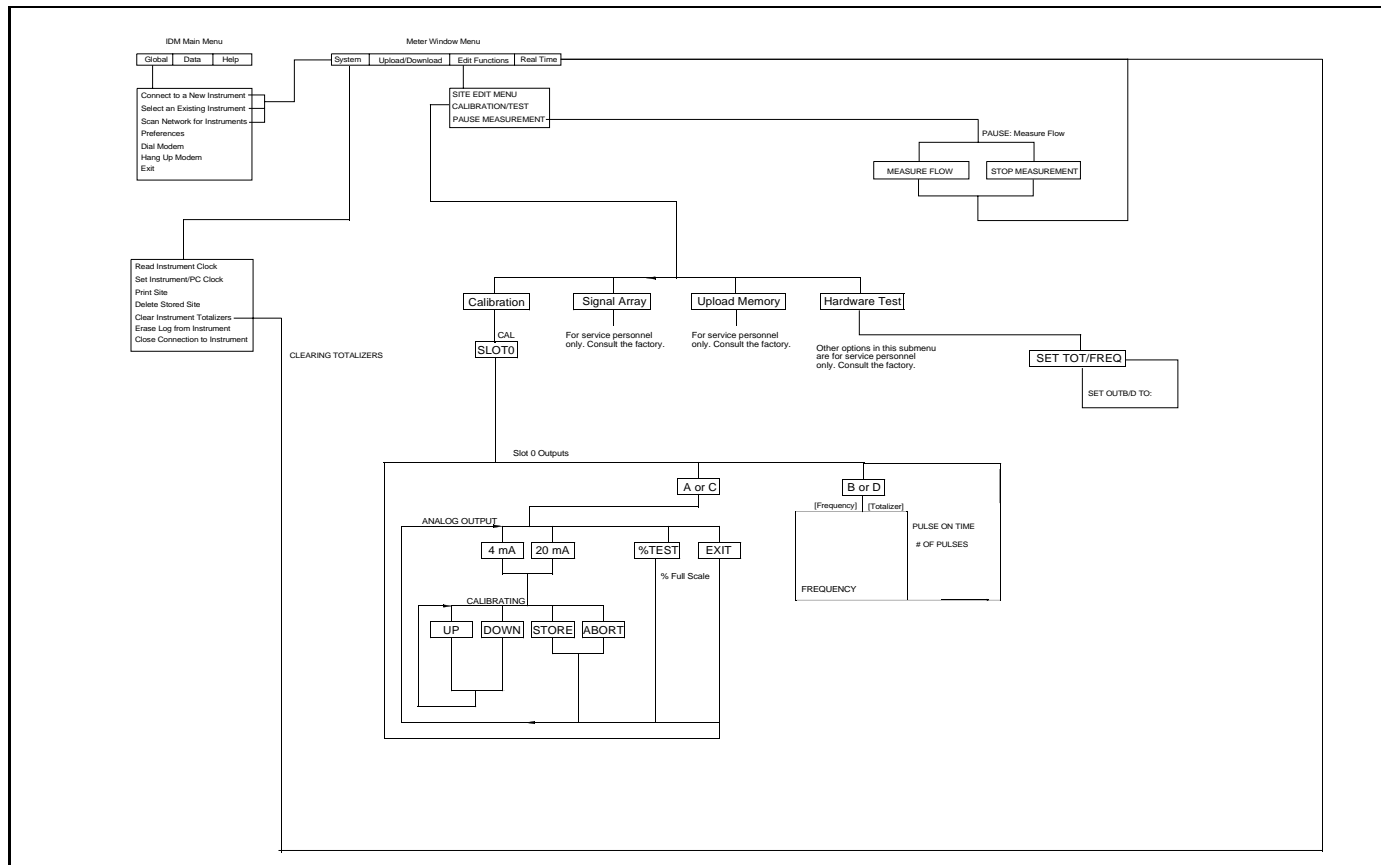 IDM Main Menu
Global Data Help
Connect to a New Instrument
Select an Existing Instrument
Scan Network for Instruments
Preferences
Dial Modem
Hang Up Modem
Exit
Meter Window Menu
System Upload/Download Edit Functions Real Time
SITE EDIT MENU
CALIBRATION/TEST
PAUSE MEASUREMENT
PAUSE: Measure Flow
MEASURE FLOW STOP MEASUREMENT
Read Instrument Clock
Set Instrument/PC Clock
Print Site
Delete Stored Site
Clear Instrument Totalizers
Erase Log from Instrument
Close Connection to Instrument
CLEARING TOTALIZERS
Calibration Signal Array Upload Memory Hardware Test
CAL
SLOT0
For service personnel
only. Consult the factory.
For service personnel
only. Consult the factory.
Other options in this submenu
are for service personnel
only. Consult the factory.
SET TOT/FREQ
SET OUTB/D TO:
Slot 0 Outputs
A or C B or D
[Frequency] [Totalizer]
ANALOG OUTPUT
4 mA 20 mA %TEST EXIT
% Full Scale
PULSE ON TIME
# OF PULSES
FREQUENCY
CALIBRATING
UP DOWN STORE ABORT